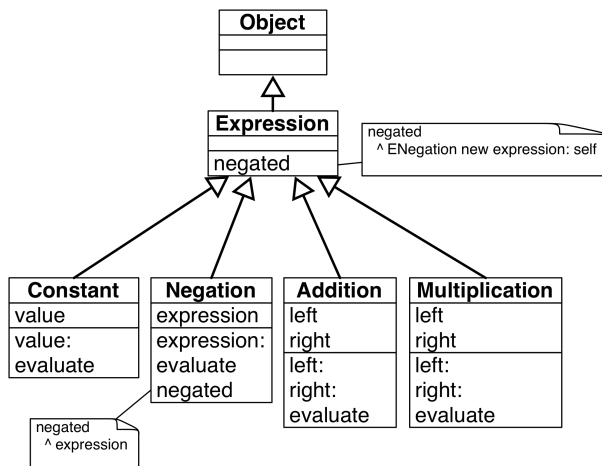 Object
Expression
negated
negated
^ ENegation new expression: self
Constant
value
value:
evaluate
Negation
expression
expression:
evaluate
negated
Addition
left
right
left:
right:
evaluate
Multiplication
left
right
left:
right:
evaluate
negated
^ expression